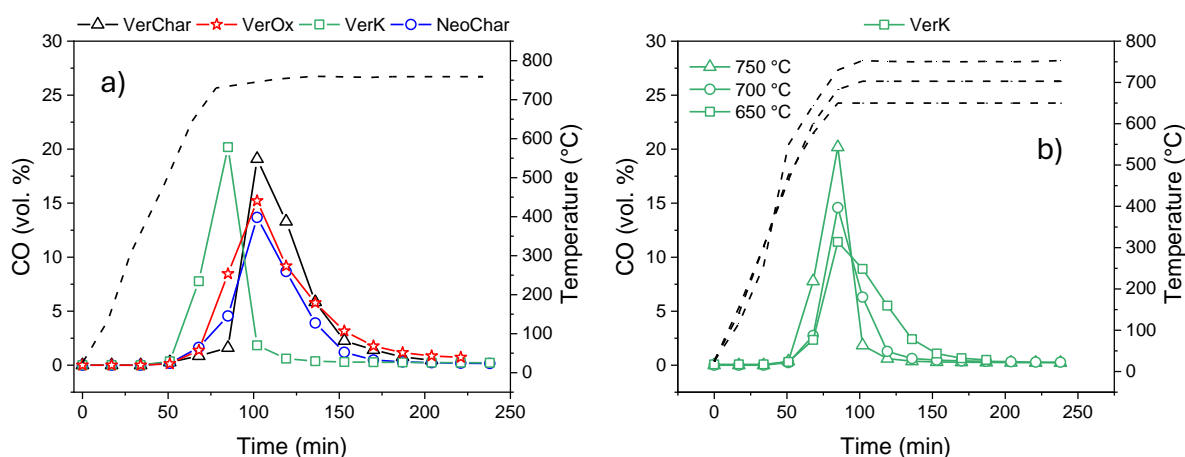 VerChar VerOx VerK NeoChar
a)
CO (vol. %)
30
25
20
15
10
5
0
0 50 100 150 200 250
Time (min)
800
700
600
500
400
300
200
100
0
Temperature (°C)
VerK
b)
750 °C
700 °C
650 °C
CO (vol. %)
30
25
20
15
10
5
0
0 50 100 150 200 250
Time (min)
800
700
600
500
400
300
200
100
0
Temperature (°C)